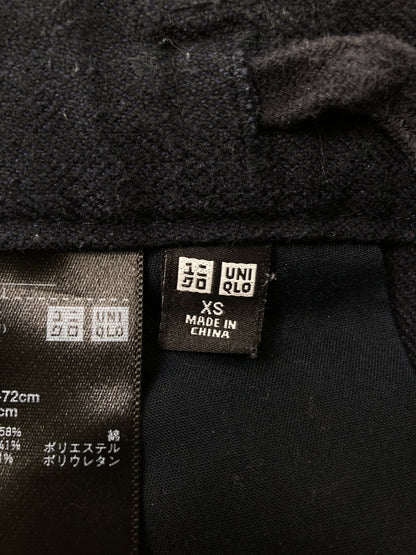 ユニ UNI
クロ QLO
XS
MADE IN
CHINA
ユニ UNI
クロ QLO
-72cm
cm
58% 綿
41% ポリエステル
1% ポリウレタン